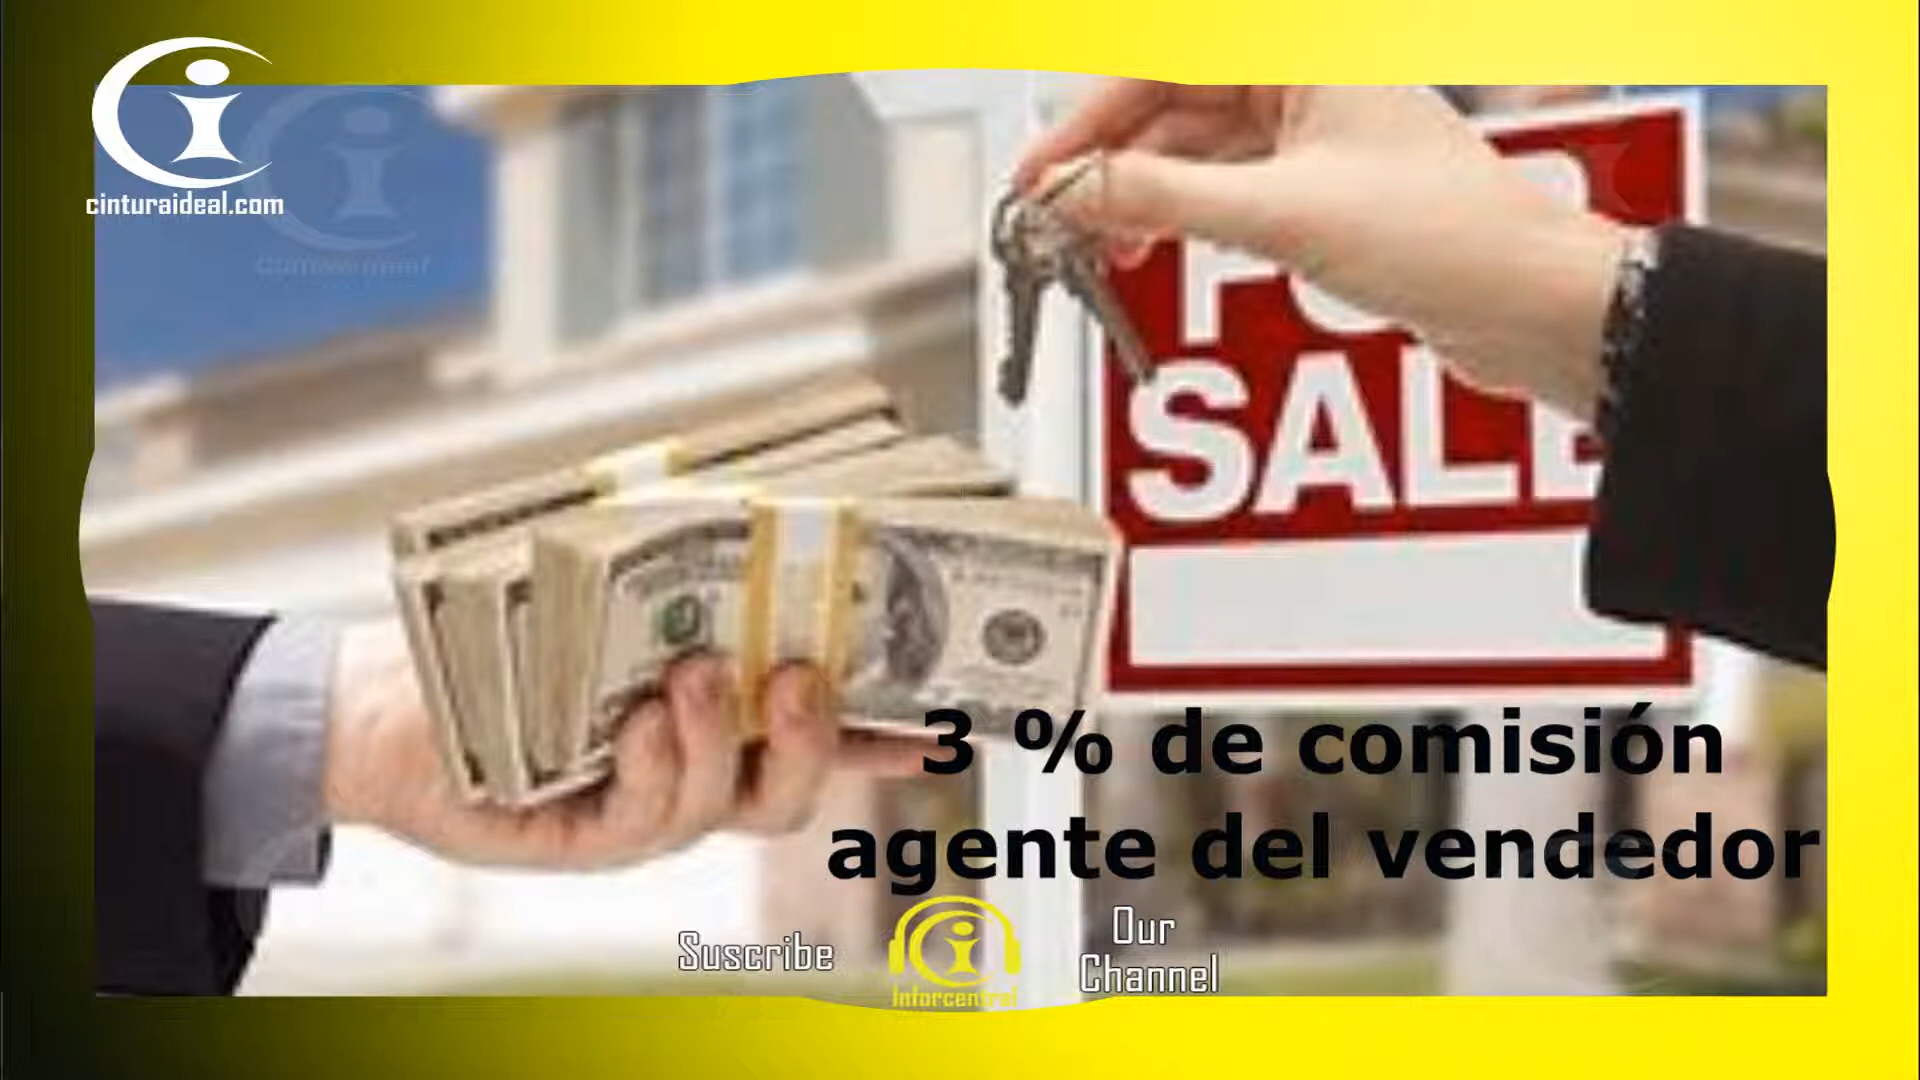 cinturaideal.com
FOR
SALE
3 % de comisión
agente del vendedor
Suscribe
Our
Channel
Inforcentral